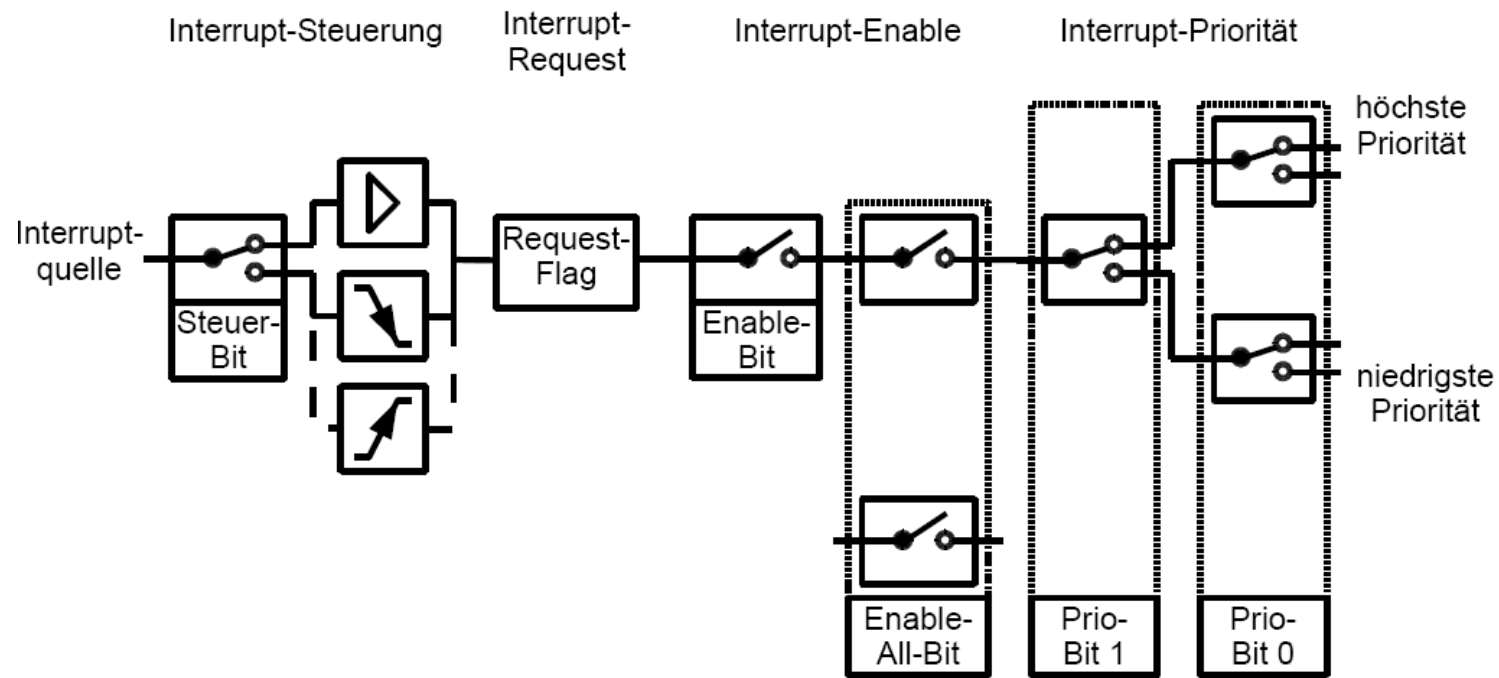 Interrupt-Steuerung
Interrupt-
Request
Interrupt-Enable
Interrupt-Priorität
höchste
Priorität
Interrupt-
quelle
Steuer-
Bit
Request-
Flag
Enable-
Bit
niedrigste
Priorität
Enable-
All-Bit
Prio-
Bit 1
Prio-
Bit 0